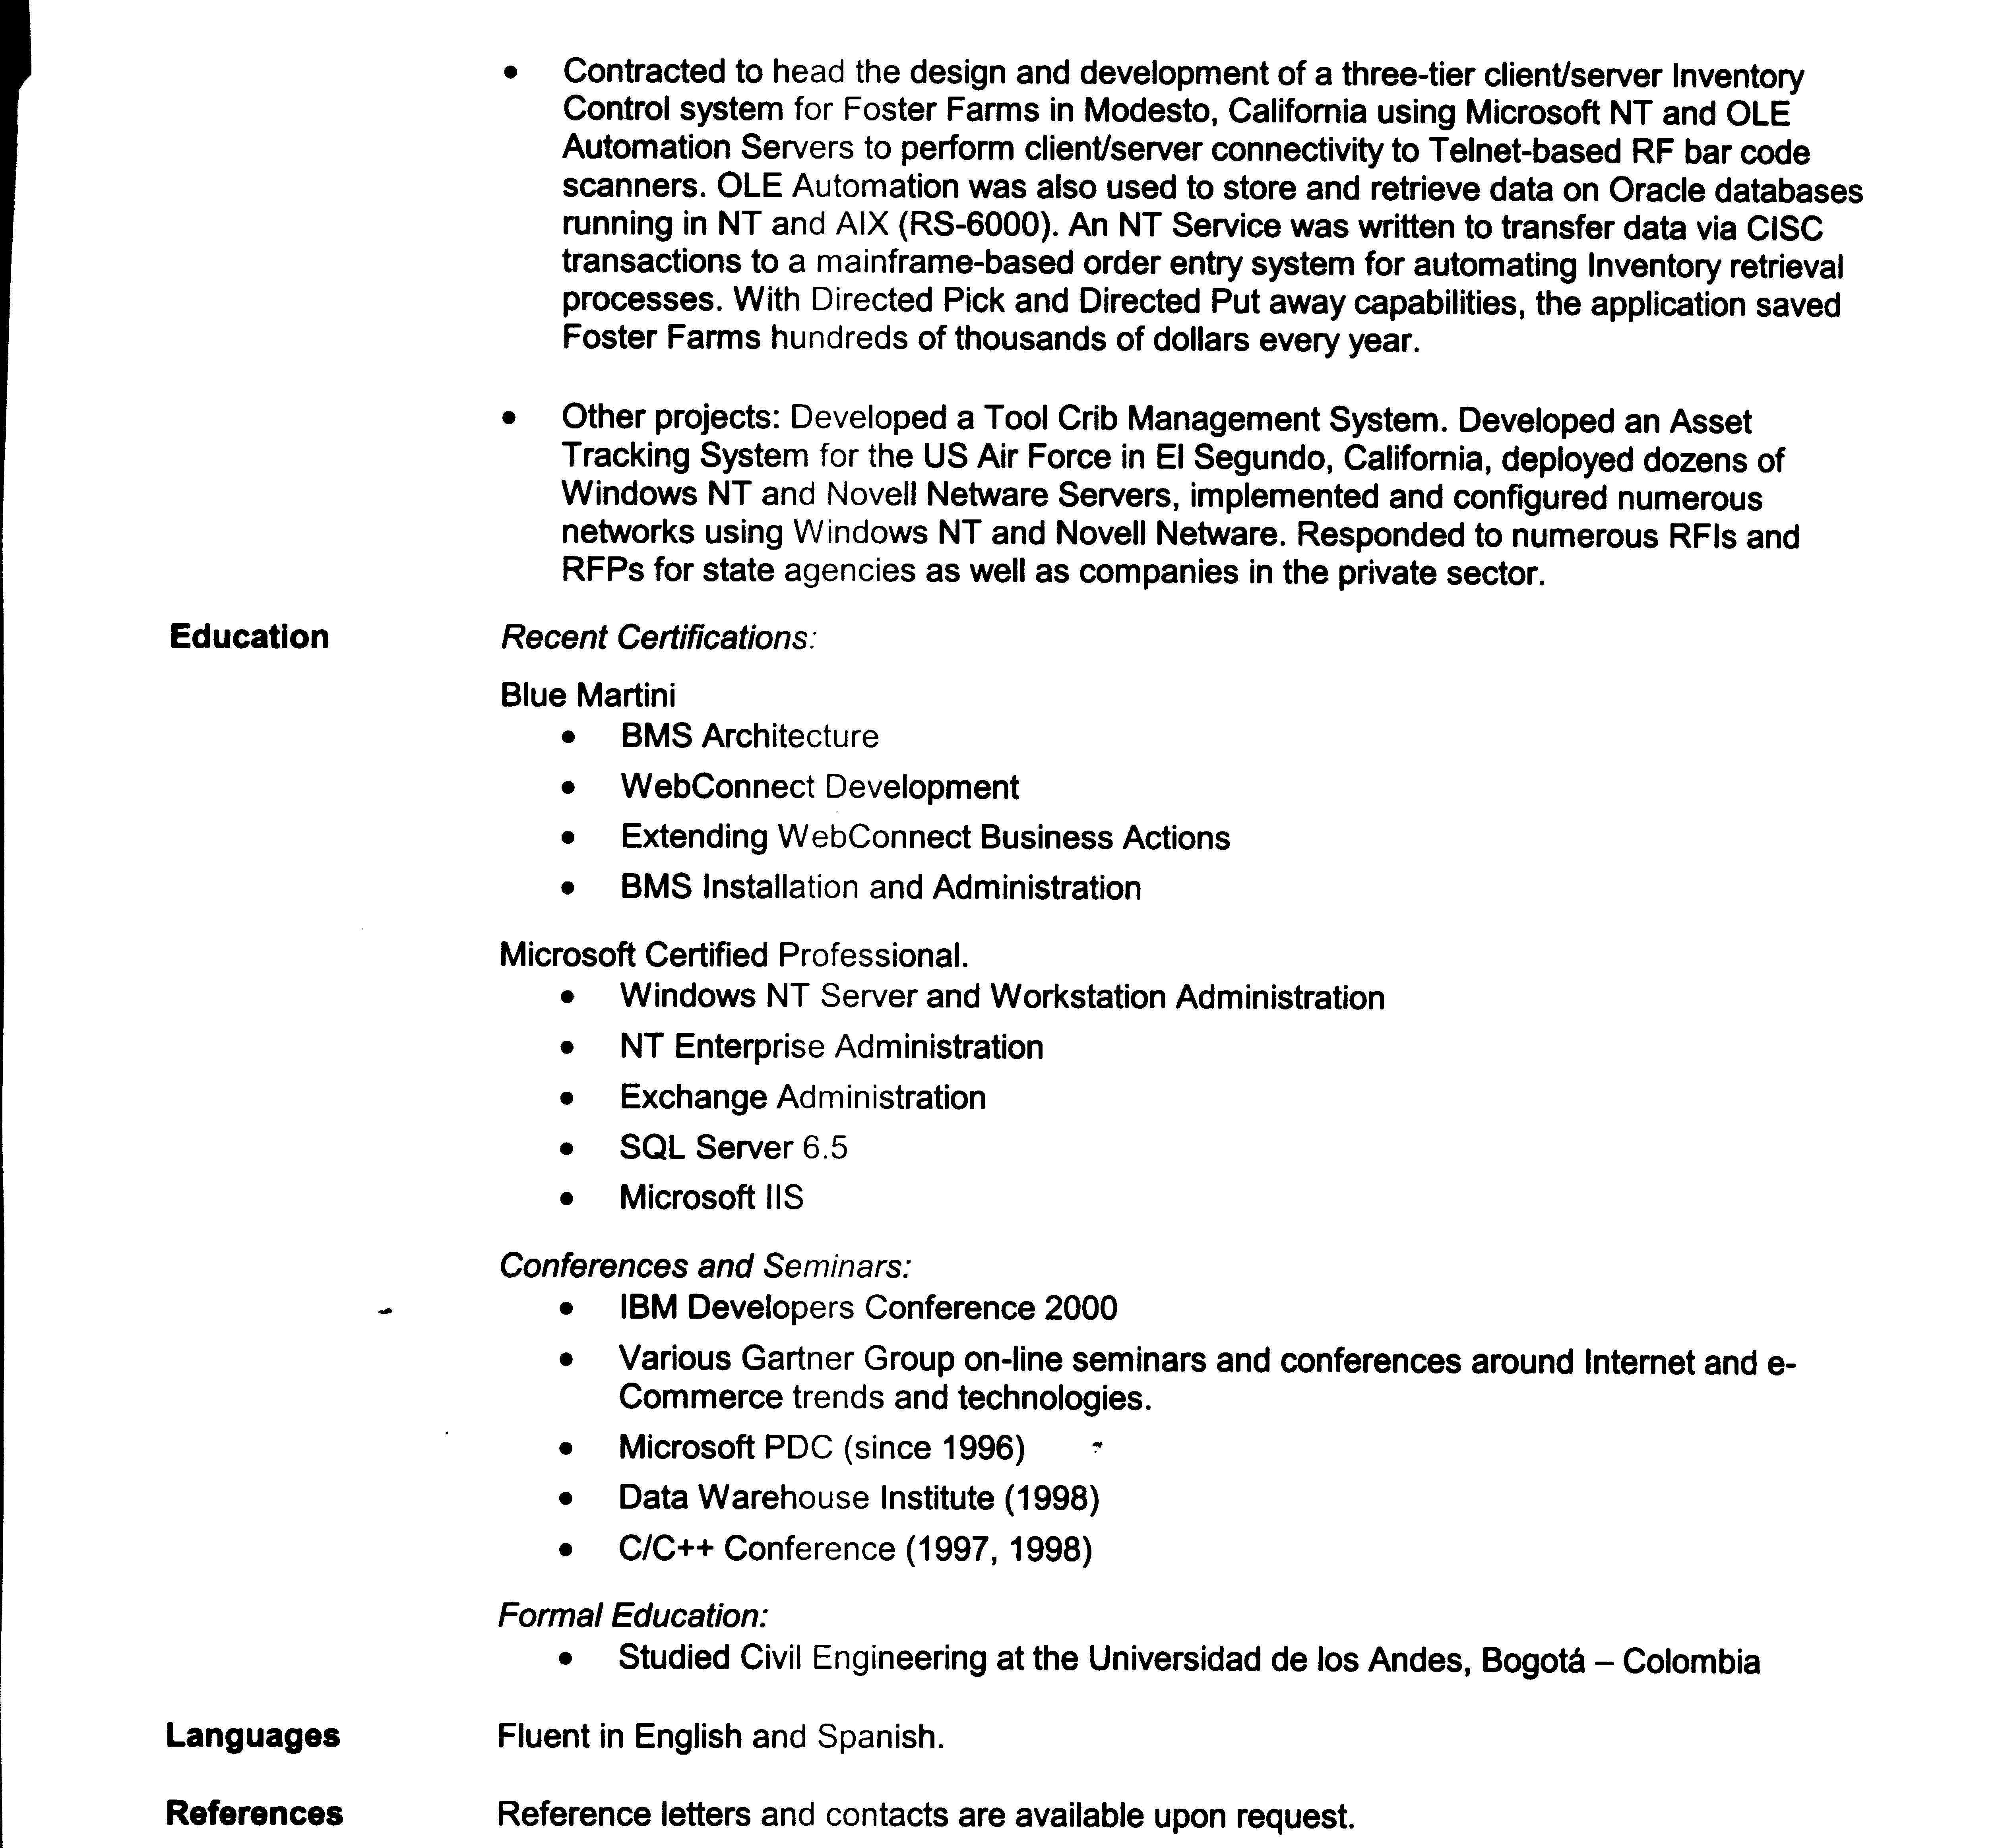 • Contracted to head the design and development of a three-tier client/server Inventory
Control system for Foster Farms in Modesto, California using Microsoft NT and OLE
Automation Servers to perform client/server connectivity to Telnet-based RF bar code
scanners. OLE Automation was also used to store and retrieve data on Oracle databases
running in NT and AIX (RS-6000). An NT Service was written to transfer data via CISC
transactions to a mainframe-based order entry system for automating Inventory retrieval
processes. With Directed Pick and Directed Put away capabilities, the application saved
Foster Farms hundreds of thousands of dollars every year.
• Other projects: Developed a Tool Crib Management System. Developed an Asset
Tracking System for the US Air Force in El Segundo, California, deployed dozens of
Windows NT and Novell Netware Servers, implemented and configured numerous
networks using Windows NT and Novell Netware. Responded to numerous RFIs and
RFPs for state agencies as well as companies in the private sector.
Education Recent Certifications:
Blue Martini
• BMS Architecture
• WebConnect Development
• Extending WebConnect Business Actions
• BMS Installation and Administration
Microsoft Certified Professional.
• Windows NT Server and Workstation Administration
• NT Enterprise Administration
• Exchange Administration
• SQL Server 6.5
• Microsoft IIS
Conferences and Seminars:
• IBM Developers Conference 2000
• Various Gartner Group on-line seminars and conferences around Internet and e-
Commerce trends and technologies.
• Microsoft PDC (since 1996)
• Data Warehouse Institute (1998)
• C/C++ Conference (1997, 1998)
Formal Education:
• Studied Civil Engineering at the Universidad de los Andes, Bogotá – Colombia
Languages Fluent in English and Spanish.
References Reference letters and contacts are available upon request.